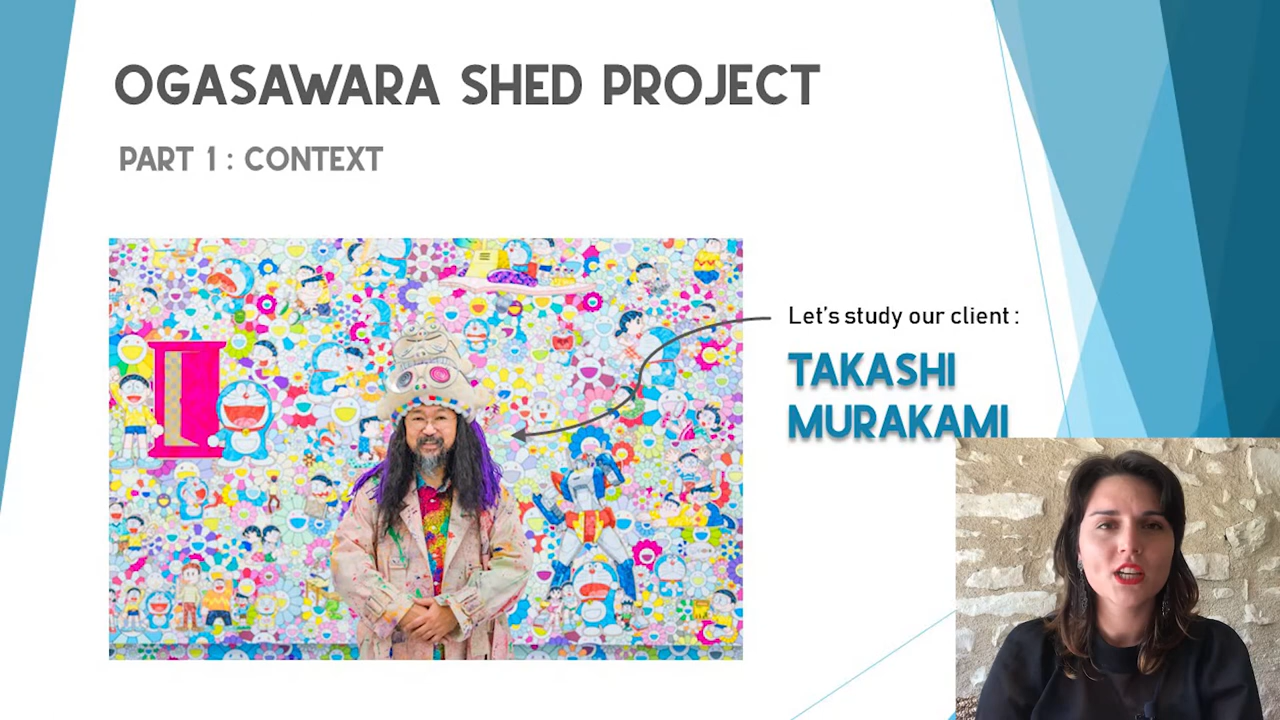 OGASAWARA SHED PROJECT
PART 1 : CONTEXT
Let's study our client :
TAKASHI
MURAKAMI